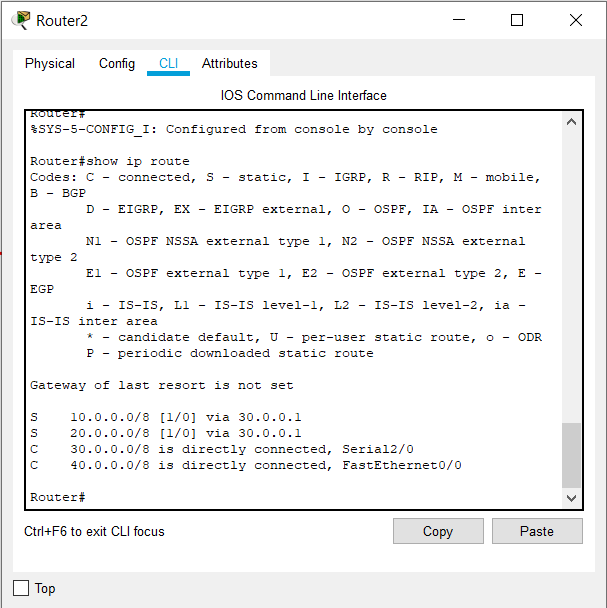 Router2
Physical Config CLI Attributes
IOS Command Line Interface
Router#
%SYS-5-CONFIG_I: Configured from console by console
Router#show ip route
Codes: C - connected, S - static, I - IGRP, R - RIP, M - mobile,
B - BGP
D - EIGRP, EX - EIGRP external, O - OSPF, IA - OSPF inter
area
N1 - OSPF NSSA external type 1, N2 - OSPF NSSA external
type 2
E1 - OSPF external type 1, E2 - OSPF external type 2, E -
EGP
i - IS-IS, L1 - IS-IS level-1, L2 - IS-IS level-2, ia -
IS-IS inter area
* - candidate default, U - per-user static route, o - ODR
P - periodic downloaded static route
Gateway of last resort is not set
S 10.0.0.0/8 [1/0] via 30.0.0.1
S 20.0.0.0/8 [1/0] via 30.0.0.1
C 30.0.0.0/8 is directly connected, Serial2/0
C 40.0.0.0/8 is directly connected, FastEthernet0/0
Router#
Ctrl+F6 to exit CLI focus Copy Paste
Top